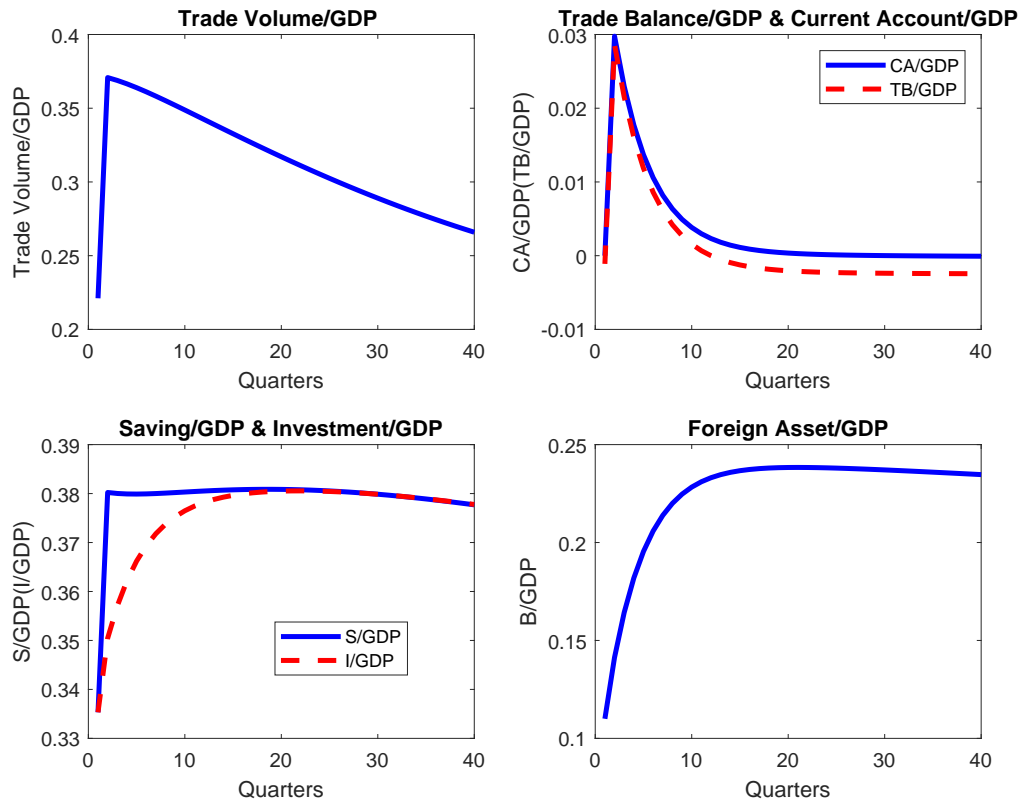 Trade Volume/GDP
Trade Volume/GDP
0.4
0.35
0.3
0.25
0.2
0
10
20
30
40
Quarters
Trade Balance/GDP & Current Account/GDP
CA/GDP(TB/GDP)
0.03
0.02
0.01
0
-0.01
CA/GDP
TB/GDP
0
10
20
30
40
Quarters
Saving/GDP & Investment/GDP
S/GDP(I/GDP)
0.39
0.38
0.37
0.36
0.35
0.34
0.33
S/GDP
I/GDP
0
10
20
30
40
Quarters
Foreign Asset/GDP
B/GDP
0.25
0.2
0.15
0.1
0
10
20
30
40
Quarters